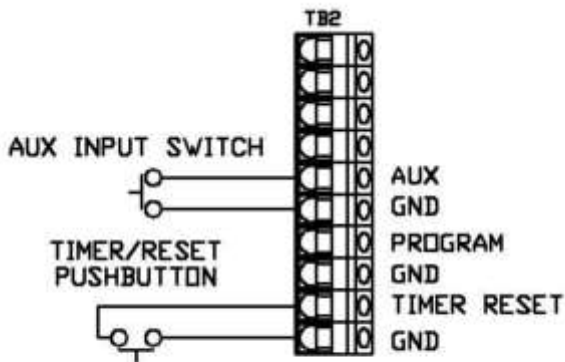 TB2
AUX INPUT SWITCH
AUX
GND
PROGRAM
TIMER/RESET
PUSHBUTTON
GND
TIMER RESET
GND